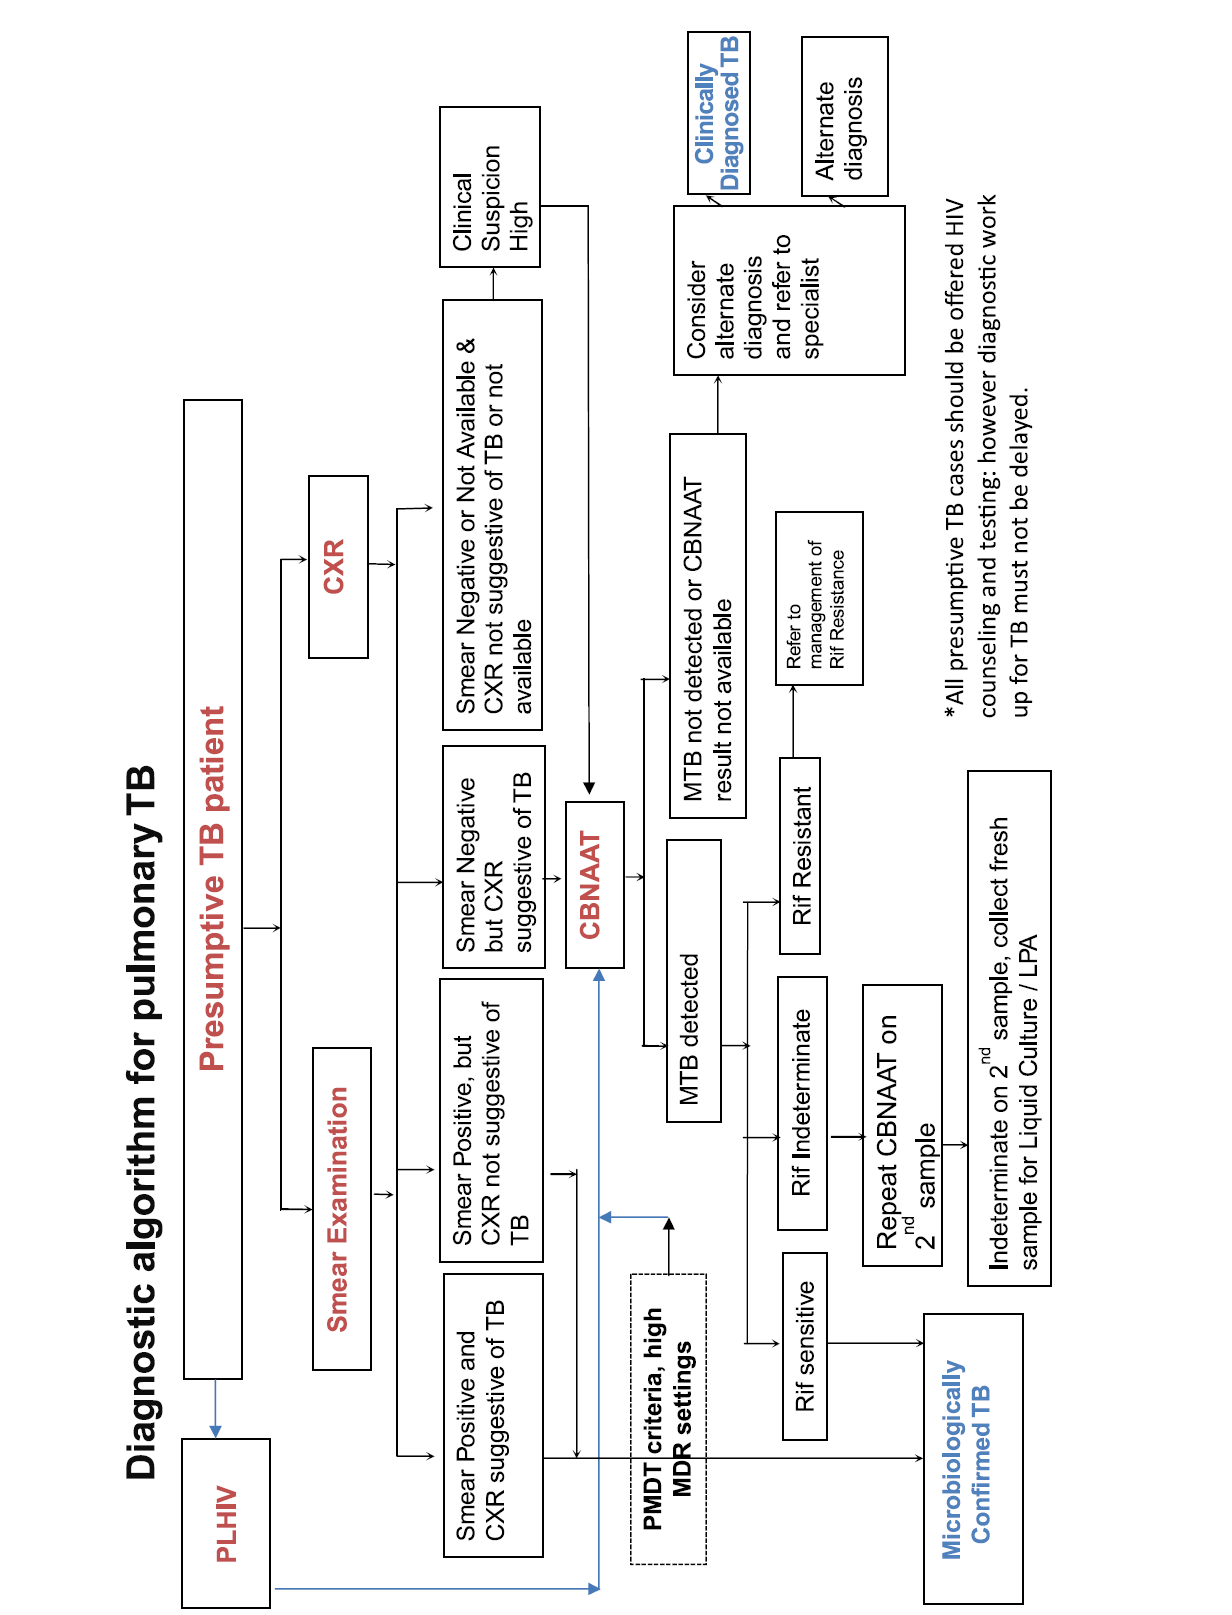 Diagnostic algorithm for pulmonary TB
PLHIV
Presumptive TB patient
Smear Examination
CXR
Smear Positive and
CXR suggestive of TB
Smear Positive, but
CXR not suggestive of
TB
Smear Negative
but CXR
suggestive of TB
Smear Negative or Not Available &
CXR not suggestive of TB or not
available
Clinical
Suspicion
High
CBNAAT
PMDT criteria, high
MDR settings
MTB detected
MTB not detected or CBNAAT
result not available
Consider
alternate
diagnosis
and refer to
specialist
Clinically
Diagnosed TB
Alternate
diagnosis
Rif sensitive
Rif Indeterminate
Rif Resistant
Refer to
management of
Rif Resistance
Repeat CBNAAT on
2nd sample
Indeterminate on 2nd sample, collect fresh
sample for Liquid Culture / LPA
Microbiologically
Confirmed TB
*All presumptive TB cases should be offered HIV
counseling and testing: however diagnostic work
up for TB must not be delayed.